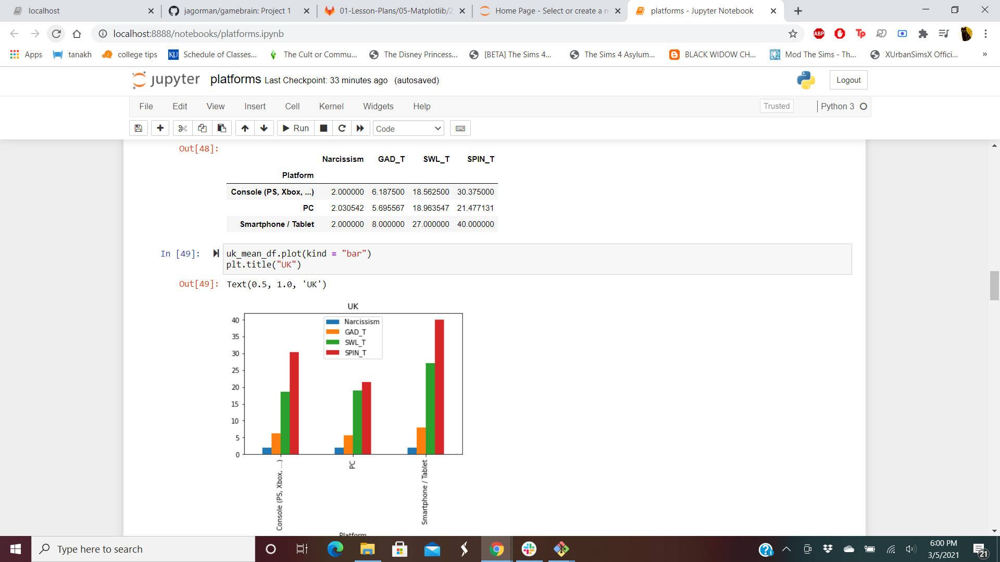 localhost
jagorman/gamebrain: Project 1
01-Lesson-Plans/05-Matplotlib/2
Home Page - Select or create a n
platforms - Jupyter Notebook
localhost:8888/notebooks/platforms.ipynb
ABP
Tp
Apps
tanakh
college tips
KU Schedule of Classes...
The Cult or Commu...
The Disney Princess...
[BETA] The Sims 4...
The Sims 4 Asylum...
BLACK WIDOW CH...
Mod The Sims - Th...
XUrbanSimsX Offici...
»
jupyter platforms Last Checkpoint: 33 minutes ago (autosaved)
Logout
File Edit View Insert Cell Kernel Widgets Help
Trusted
Python 3
Run
Code
Out[48]:
Narcissism GAD_T SWL_T SPIN_T
Platform
Console (PS, Xbox, ...) 2.000000 6.187500 18.562500 30.375000
PC 2.030542 5.695567 18.963547 21.477131
Smartphone / Tablet 2.000000 8.000000 27.000000 40.000000
In [49]: uk_mean_df.plot(kind = "bar")
plt.title("UK")
Out[49]: Text(0.5, 1.0, 'UK')
UK
40
35
30
25
20
15
10
5
0
Narcissism
GAD_T
SWL_T
SPIN_T
Console (PS, Xbox, ...)
PC
Smartphone / Tablet
Platform
Type here to search
6:00 PM
3/5/2021
21